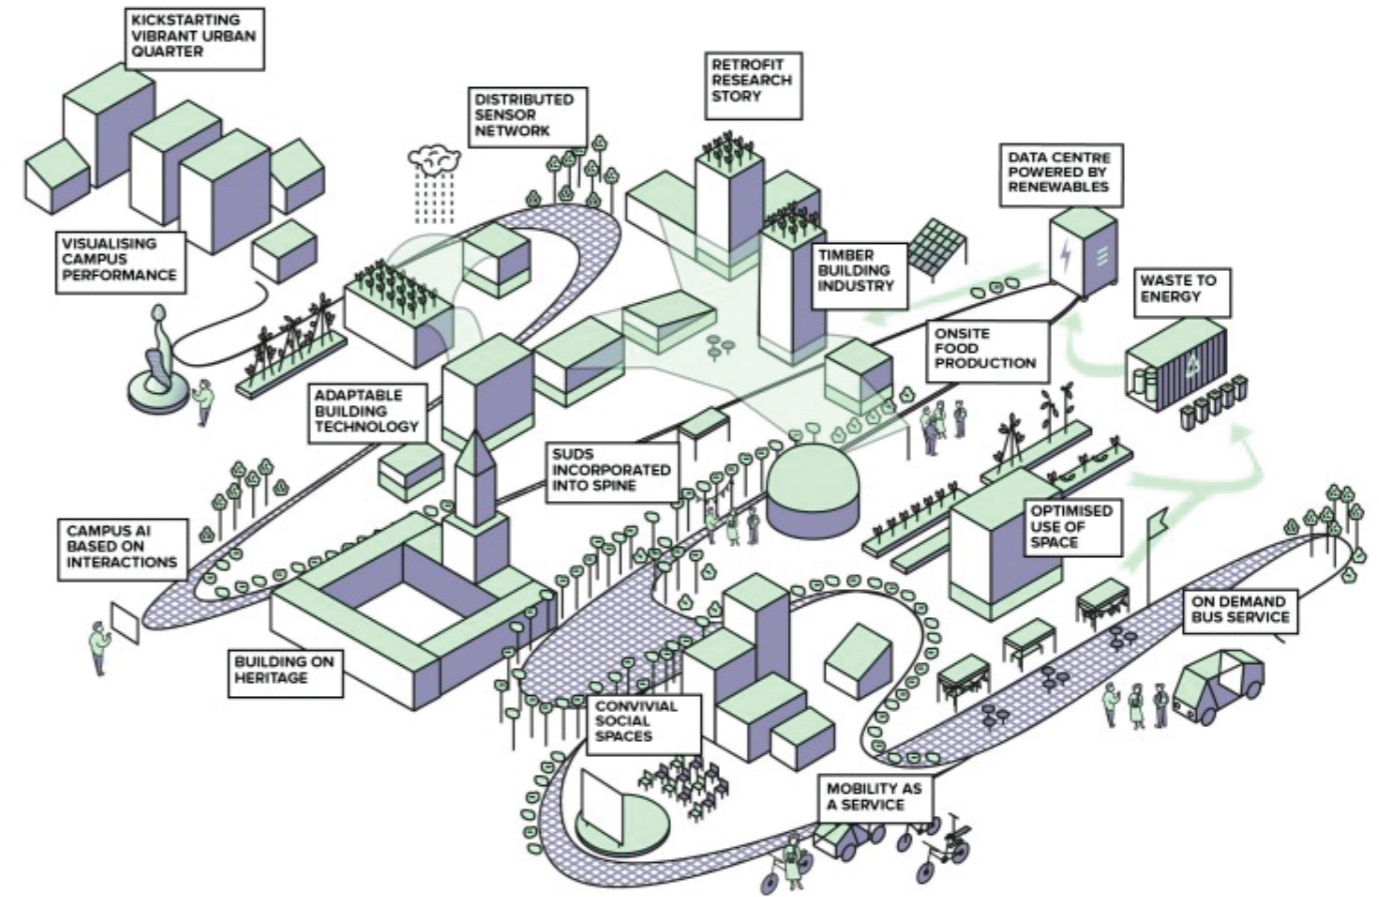 KICKSTARTING
VIBRANT URBAN
QUARTER
DISTRIBUTED
SENSOR
NETWORK
RETROFIT
RESEARCH
STORY
DATA CENTRE
POWERED BY
RENEWABLES
VISUALISING
CAMPUS
PERFORMANCE
TIMBER
BUILDING
INDUSTRY
WASTE TO
ENERGY
ONSITE
FOOD
PRODUCTION
ADAPTABLE
BUILDING
TECHNOLOGY
SUDS
INCORPORATED
INTO SPINE
OPTIMISED
USE OF
SPACE
CAMPUS AI
BASED ON
INTERACTIONS
ON DEMAND
BUS SERVICE
BUILDING ON
HERITAGE
CONVIVIAL
SOCIAL
SPACES
MOBILITY AS
A SERVICE